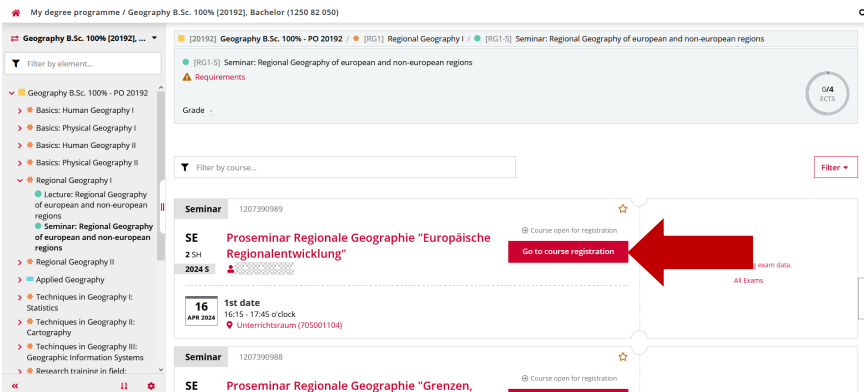 My degree programme / Geography B.Sc. 100% [20192], Bachelor (1250 82 050)
Geography B.Sc. 100% [20192], ...
Filter by element...
Geography B.Sc. 100% - PO 20192
Basics: Human Geography I
Basics: Physical Geography I
Basics: Human Geography II
Basics: Physical Geography II
Regional Geography I
Lecture: Regional Geography
of european and non-european
regions
Seminar: Regional Geography
of european and non-european
regions
Regional Geography II
Applied Geography
Techniques in Geography I:
Statistics
Techniques in Geography II:
Cartography
Techniques in Geography III:
Geographic Information Systems
Research training in field:
[20192] Geography B.Sc. 100% - PO 20192 / [RG1] Regional Geography I / [RG1-S] Seminar: Regional Geography of european and non-european regions
[RG1-S] Seminar: Regional Geography of european and non-european regions
Requirements
0/4
ECTS
Grade -
Filter by course...
Filter
Seminar 1207390989
SE
2 SH
2024 S
Proseminar Regionale Geographie "Europäische
Regionalentwicklung"
Course open for registration
Go to course registration
exam data.
All Exams
16
APR 2024
1st date
16:15 - 17:45 o'clock
Unterrichtsraum (705001104)
Seminar 1207390988
SE
Proseminar Regionale Geographie "Grenzen,
Course open for registration